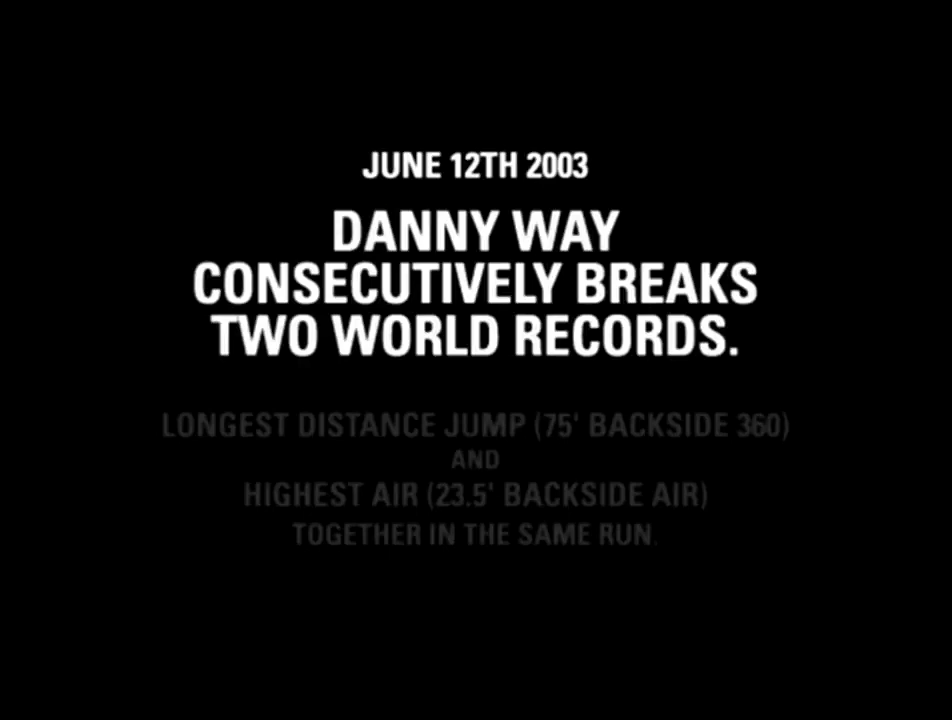 JUNE 12TH 2003
DANNY WAY
CONSECUTIVELY BREAKS
TWO WORLD RECORDS.
LONGEST DISTANCE JUMP (75' BACKSIDE 360)
AND
HIGHEST AIR (23.5' BACKSIDE AIR)
TOGETHER IN THE SAME RUN.